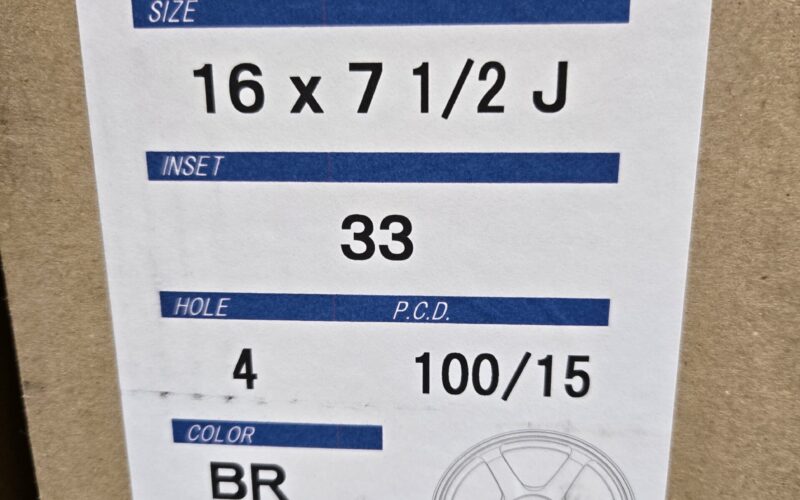 SIZE
16 x 7 1/2 J
INSET
33
HOLE P.C.D.
4 100/15
COLOR
BR